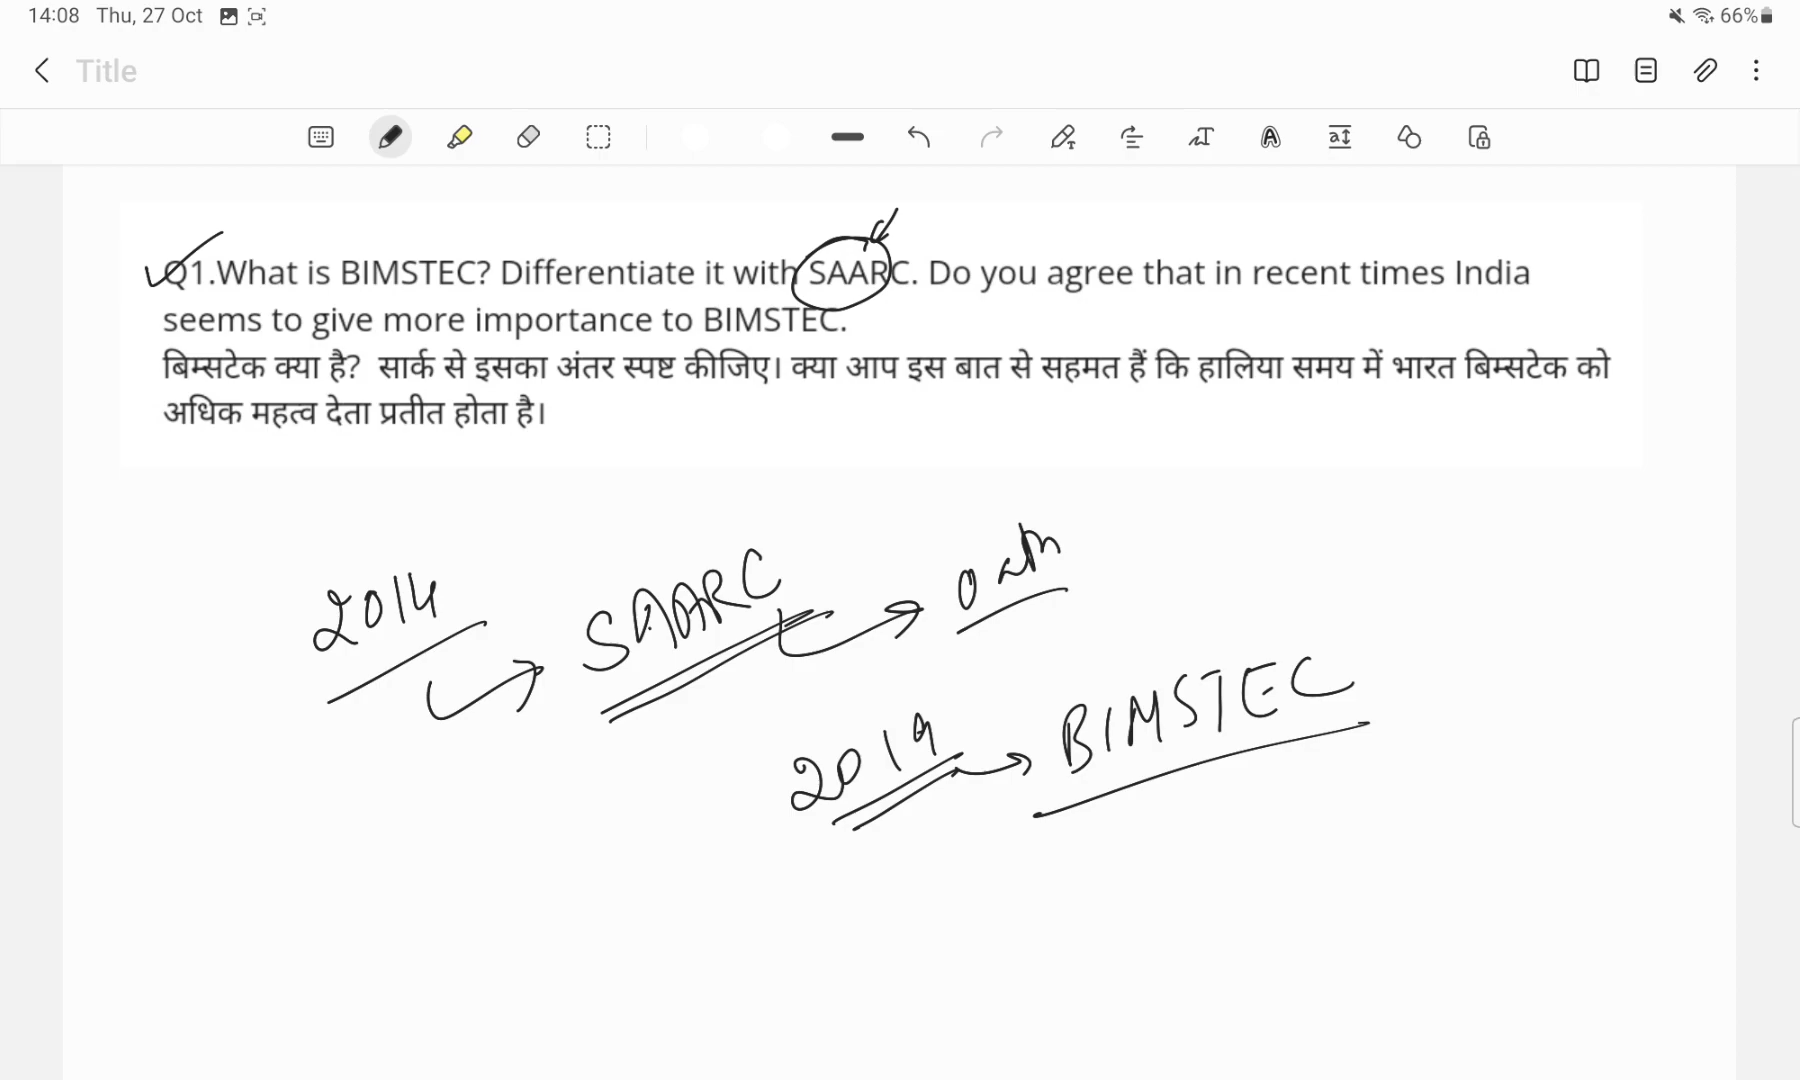 14:08 Thu, 27 Oct 66%
Title
Q1.What is BIMSTEC? Differentiate it with SAARC. Do you agree that in recent times India
seems to give more importance to BIMSTEC.
बिम्सटेक क्या है? सार्क से इसका अंतर स्पष्ट कीजिए। क्या आप इस बात से सहमत हैं कि हालिया समय में भारत बिम्सटेक को
अधिक महत्व देता प्रतीत होता है।
2014 SAARC Oath
2019 BIMSTEC